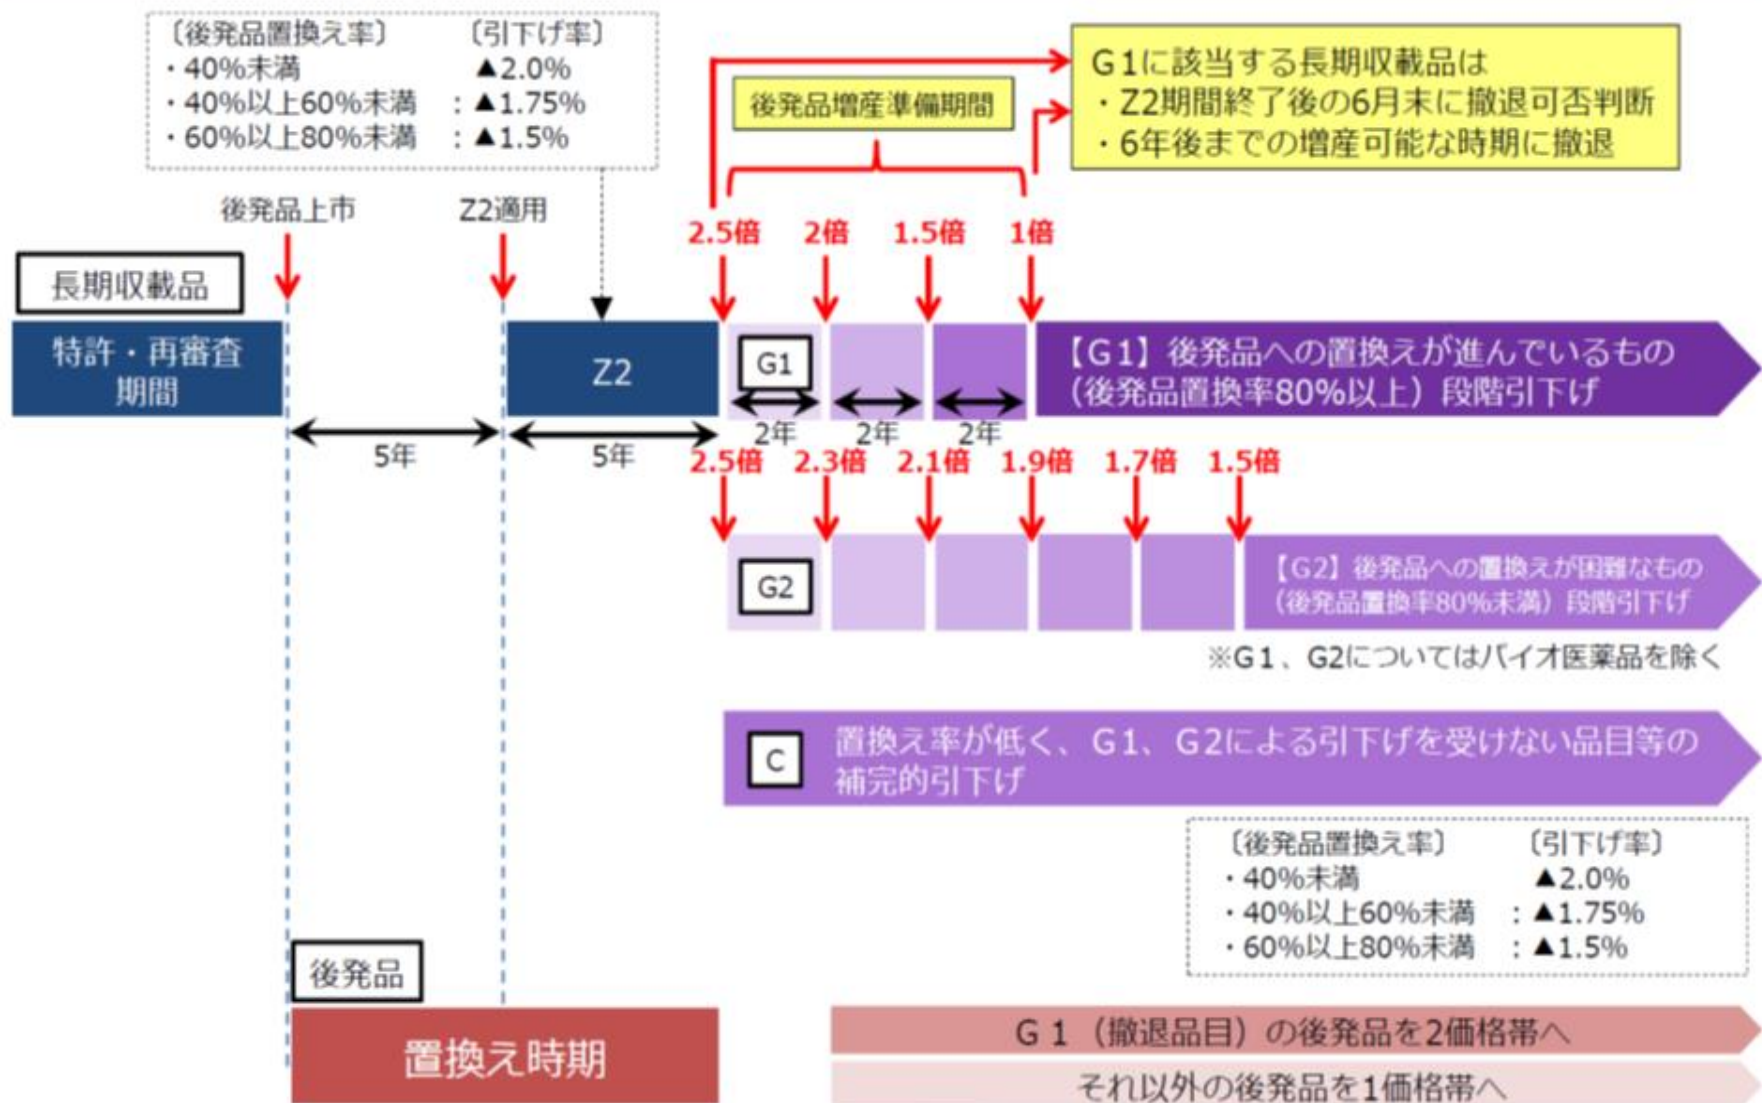 〔後発品置換え率〕 〔引下げ率〕
・40%未満 ▲2.0%
・40%以上60%未満 ：▲1.75%
・60%以上80%未満 ：▲1.5%
後発品増産準備期間
G1に該当する長期収載品は
・Z2期間終了後の6月末に撤退可否判断
・6年後までの増産可能な時期に撤退
後発品上市
Z2適用
2.5倍 2倍 1.5倍 1倍
長期収載品
特許・再審査
期間
Z2
G1
【G1】後発品への置換えが進んでいるもの
（後発品置換率80%以上）段階引下げ
5年
5年
2年
2年
2年
2.5倍 2.3倍 2.1倍 1.9倍 1.7倍 1.5倍
G2
【G2】後発品への置換えが困難なもの
（後発品置換率80%未満）段階引下げ
※G1、G2についてはバイオ医薬品を除く
C
置換え率が低く、G1、G2による引下げを受けない品目等の
補完的引下げ
〔後発品置換え率〕 〔引下げ率〕
・40%未満 ▲2.0%
・40%以上60%未満 ：▲1.75%
・60%以上80%未満 ：▲1.5%
後発品
置換え時期
G１（撤退品目）の後発品を2価格帯へ
それ以外の後発品を1価格帯へ